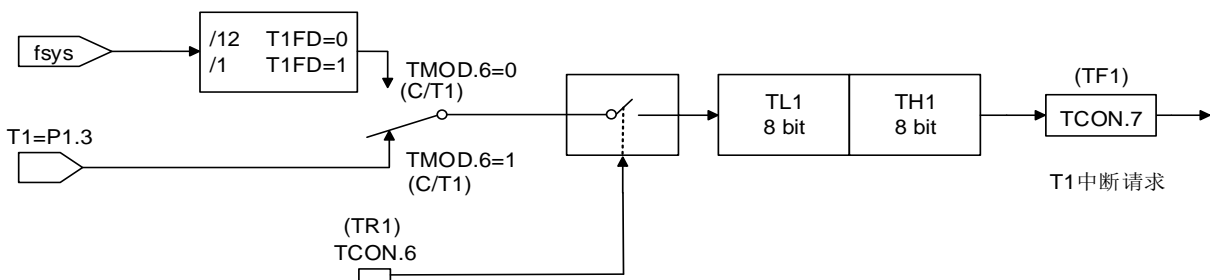 fsys
/12 T1FD=0
/1 T1FD=1
TMOD.6=0
(C/T1)
T1=P1.3
TMOD.6=1
(C/T1)
(TR1)
TCON.6
TL1
8 bit
TH1
8 bit
(TF1)
TCON.7
T1中断请求